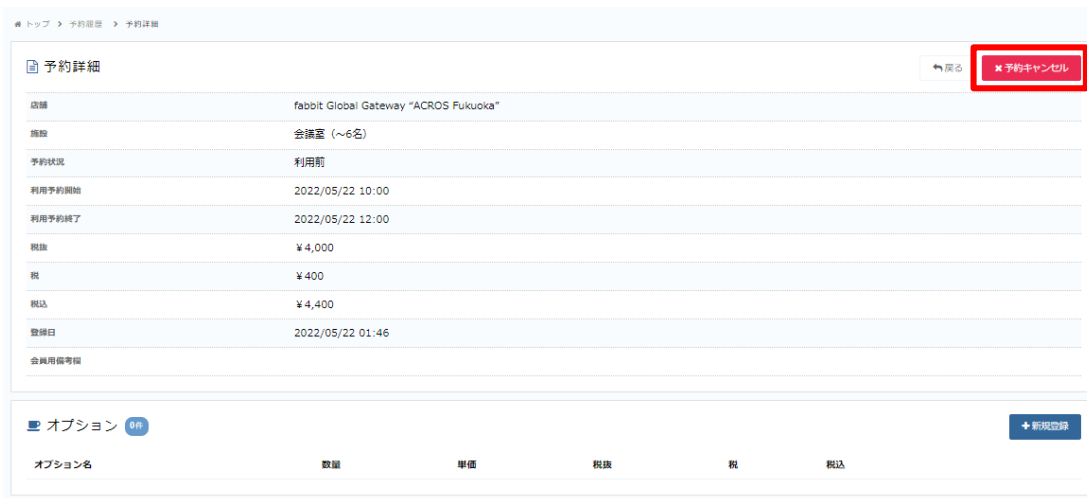 トップ > 予約履歴 > 予約詳細
予約詳細
戻る
×予約キャンセル
店舗 fabbit Global Gateway “ACROS Fukuoka”
施設 会議室（～6名）
予約状況 利用前
利用予約開始 2022/05/22 10:00
利用予約終了 2022/05/22 12:00
税抜 ¥4,000
税 ¥400
税込 ¥4,400
登録日 2022/05/22 01:46
会員用備考欄
オプション 0件
+新規登録
オプション名 数量 単価 税抜 税 税込